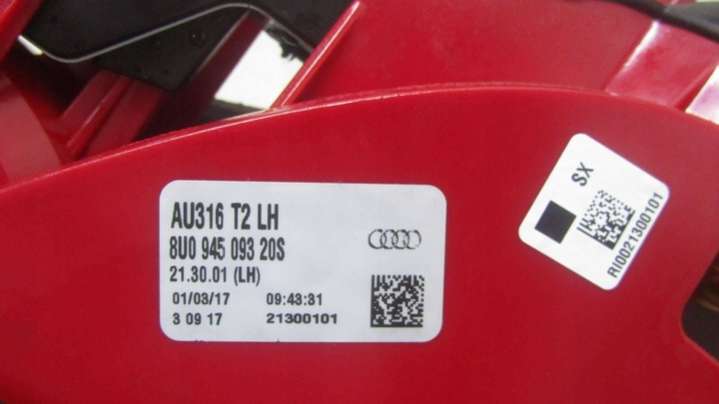 AU316 T2 LH
8U0 945 093 20S
21.30.01 (LH)
01/03/17 09:43:31
3 09 17 21300101
SX
RI0021300101